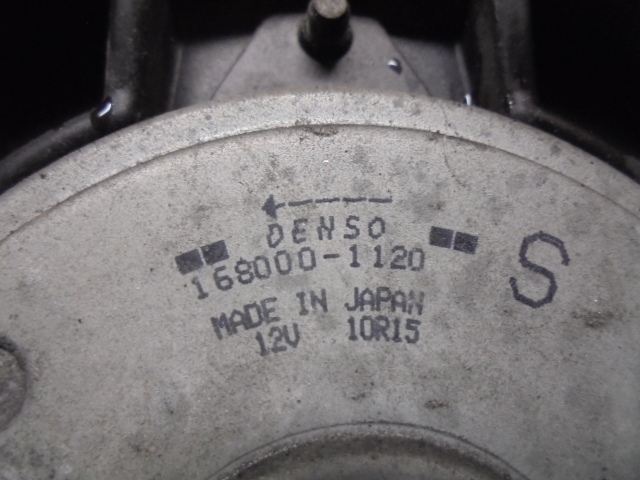 DENSO
168000-1120
S
MADE IN JAPAN
12V 10R15